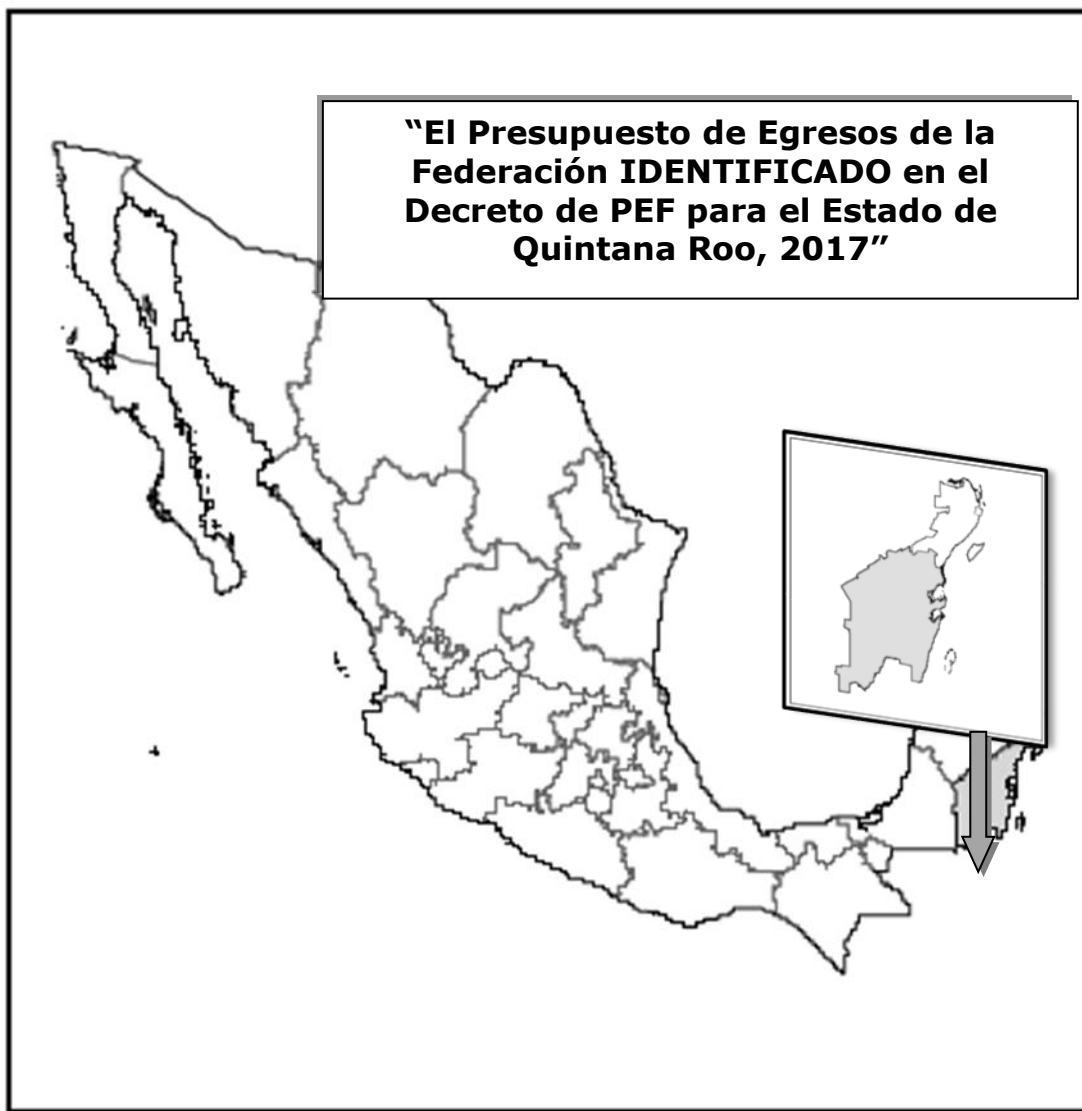 “El Presupuesto de Egresos de la
Federación IDENTIFICADO en el
Decreto de PEF para el Estado de
Quintana Roo, 2017”